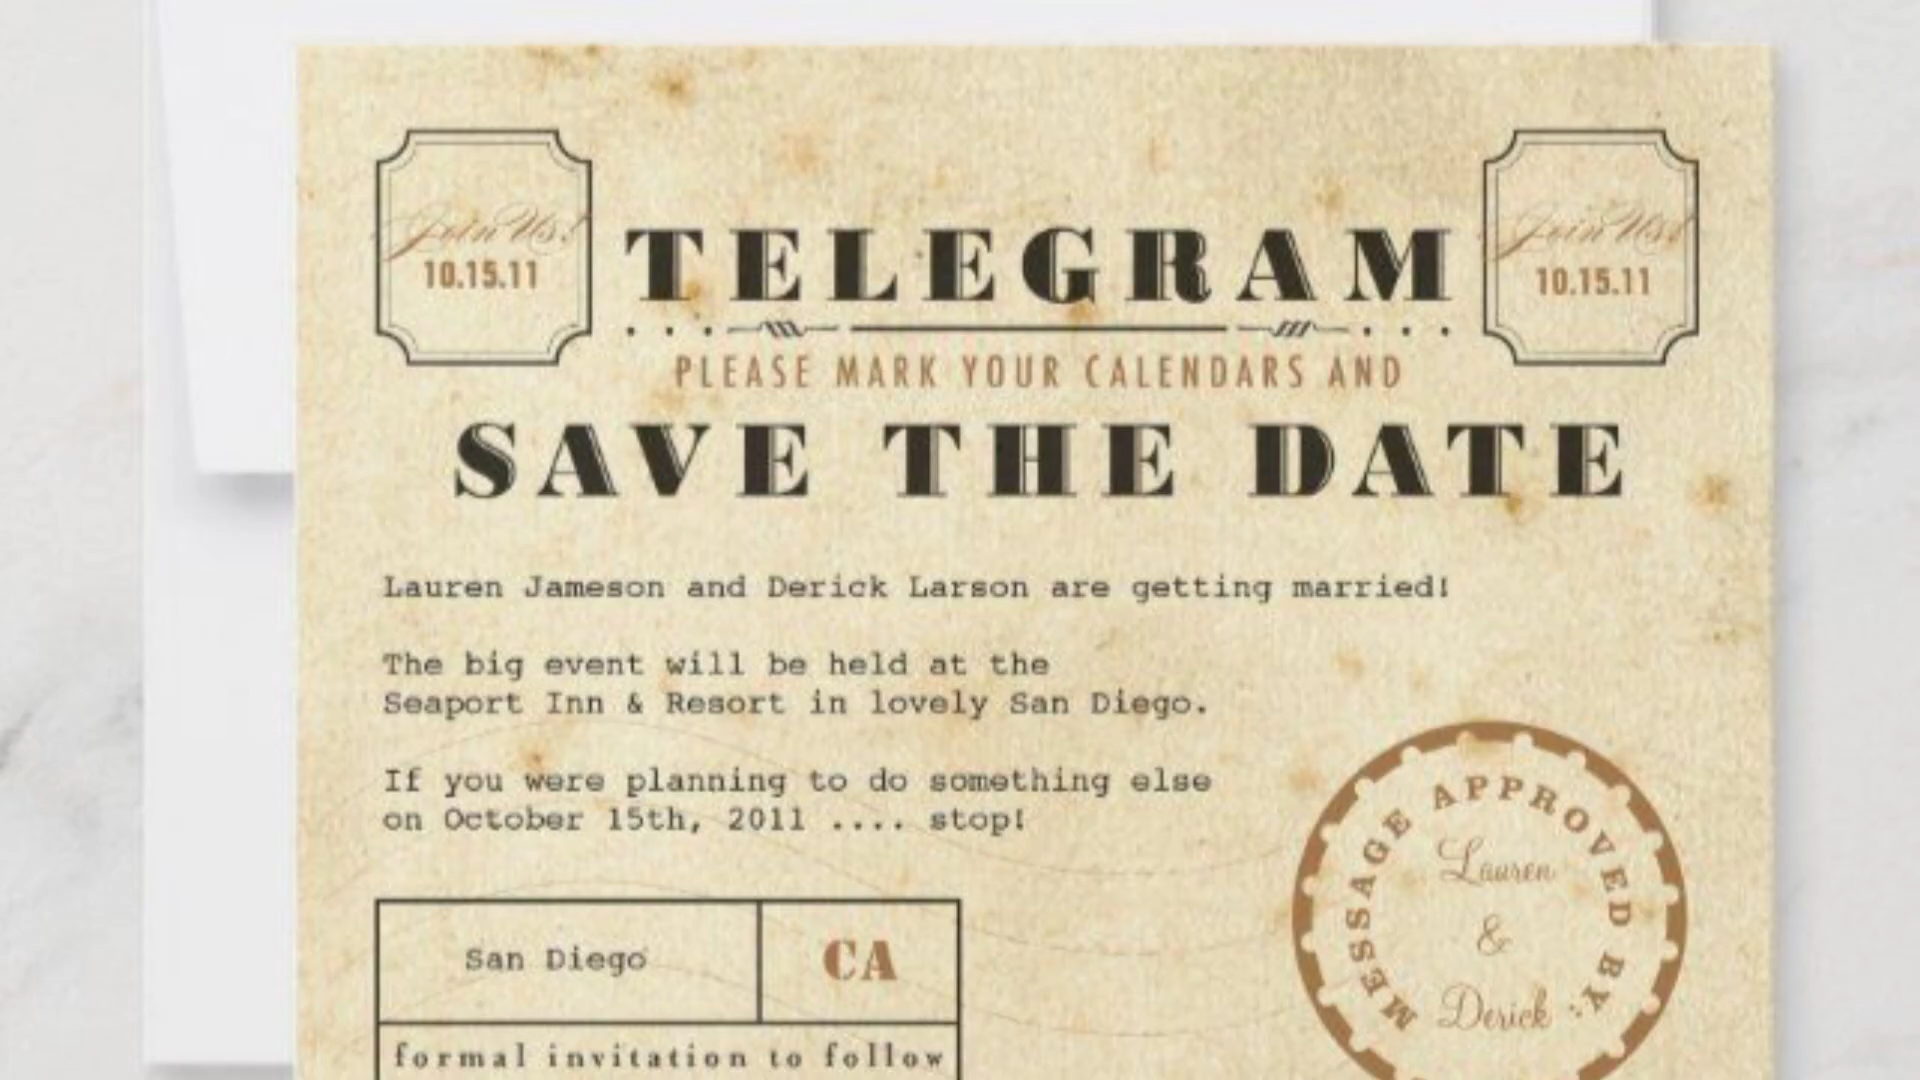 Join Us!
10.15.11
TELEGRAM
Join Us!
10.15.11
PLEASE MARK YOUR CALENDARS AND
SAVE THE DATE
Lauren Jameson and Derick Larson are getting married!
The big event will be held at the
Seaport Inn & Resort in lovely San Diego.
If you were planning to do something else
on October 15th, 2011 .... stop!
MESSAGE APPROVED BY:
Lauren
&
Derick
San Diego
CA
formal invitation to follow